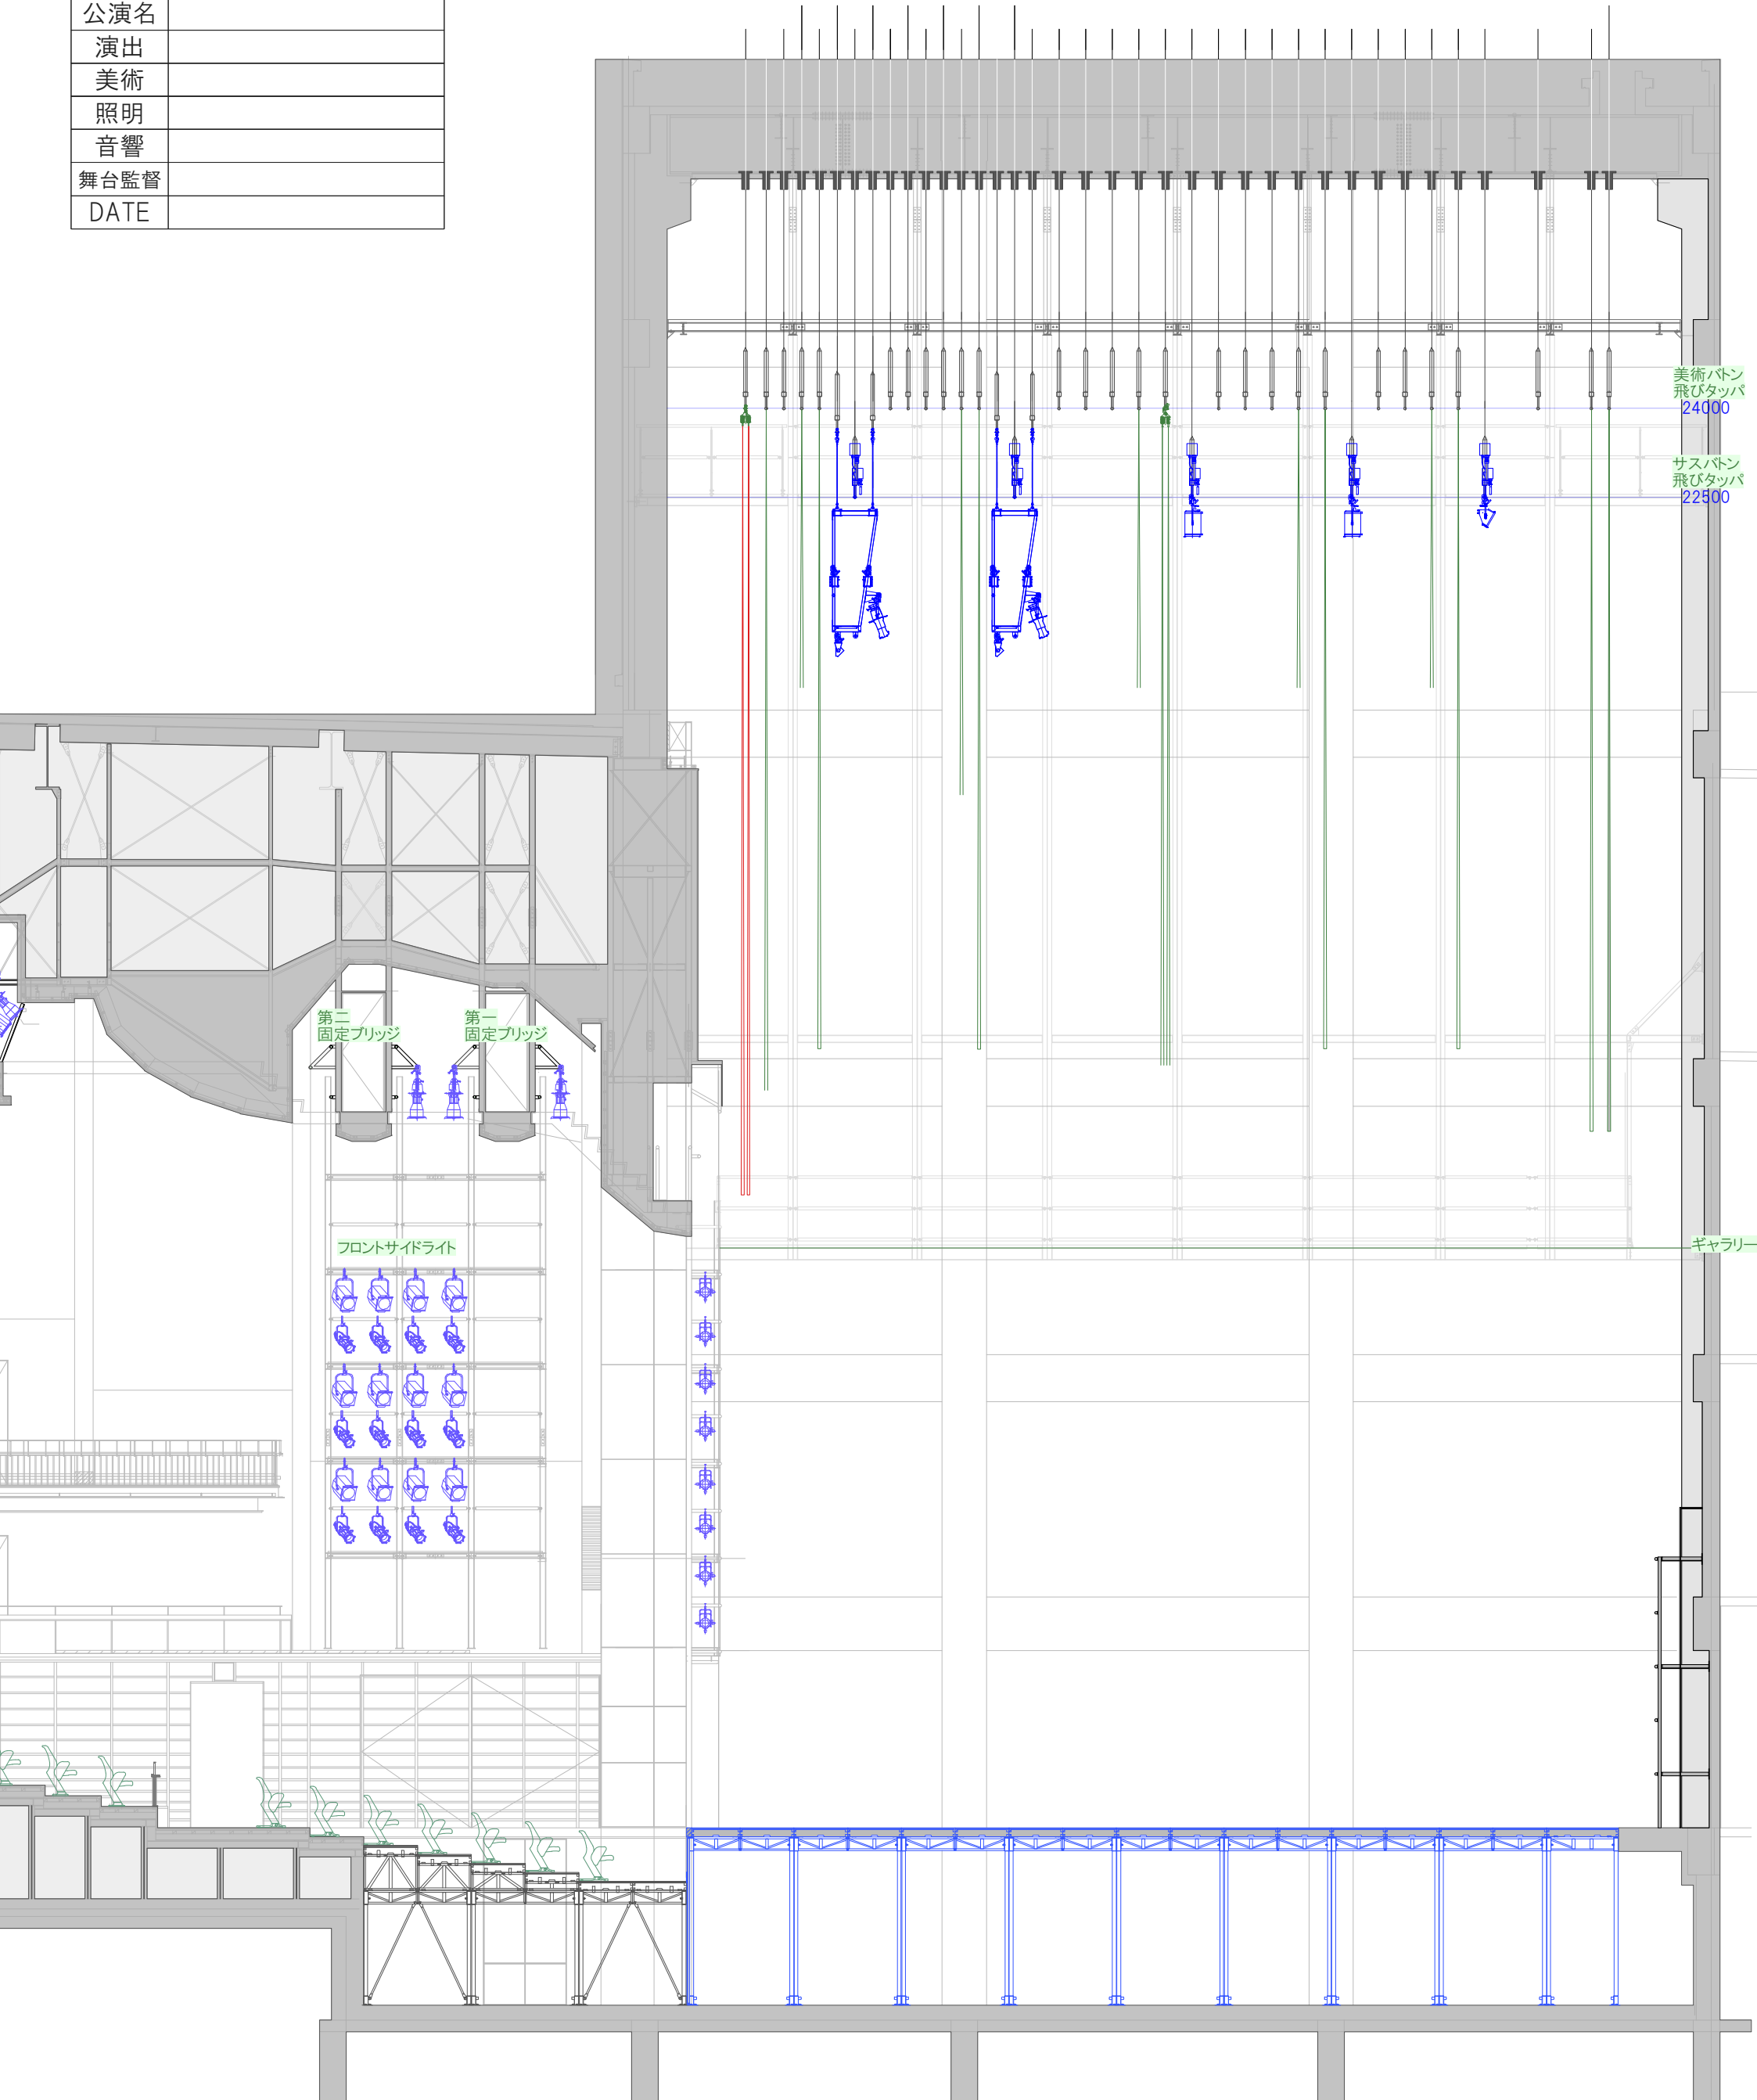 公演名
演出
美術
照明
音響
舞台監督
DATE
美術バトン
飛びタッパ
24000
サスバトン
飛びタッパ
22500
第二
固定ブリッジ
第一
固定ブリッジ
フロントサイドライト
ギャラリー